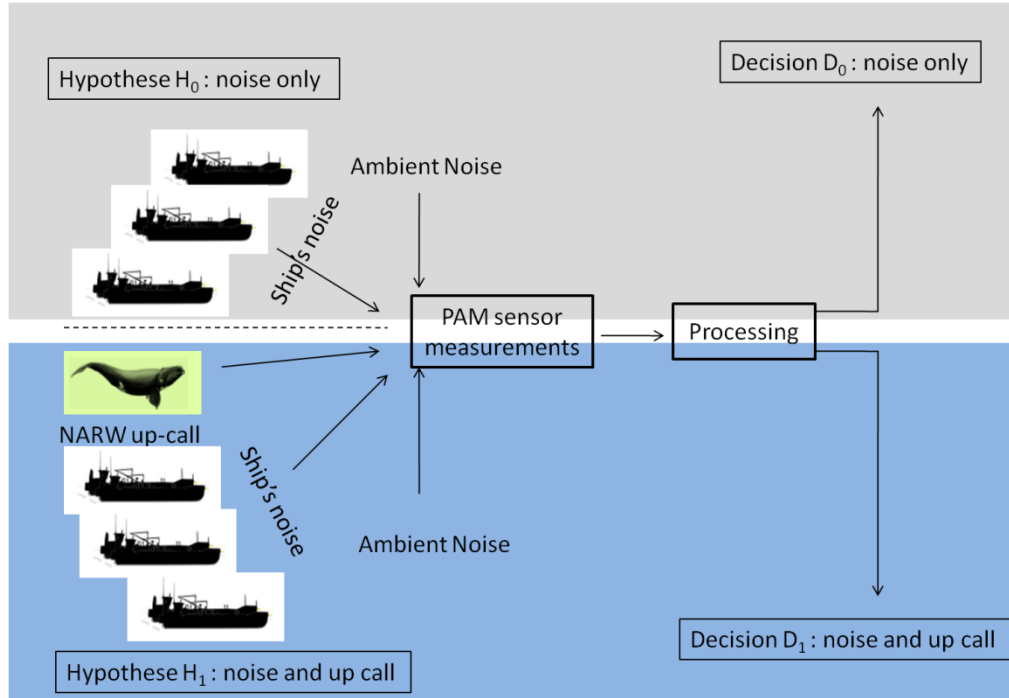 Hypothese H₀ : noise only
Decision D₀ : noise only
Ambient Noise
Ship's noise
PAM sensor
measurements
Processing
NARW up-call
Ship's noise
Ambient Noise
Decision D₁ : noise and up call
Hypothese H₁ : noise and up call